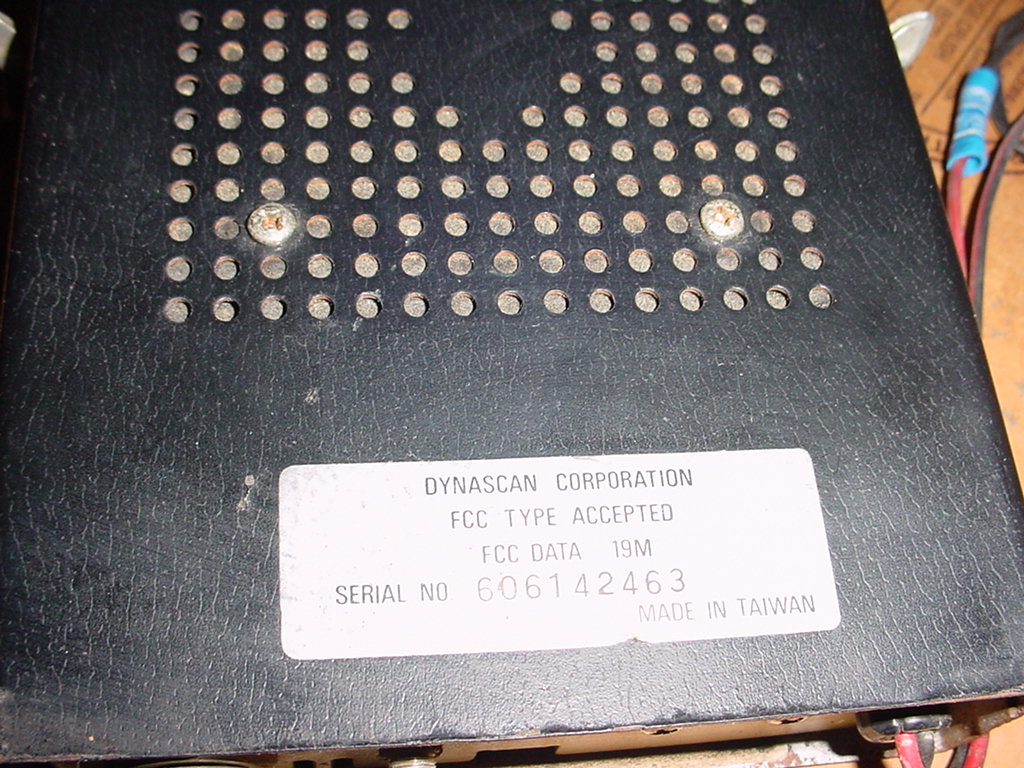 DYNASCAN CORPORATION
FCC TYPE ACCEPTED
FCC DATA 19M
SERIAL NO 606142463
MADE IN TAIWAN